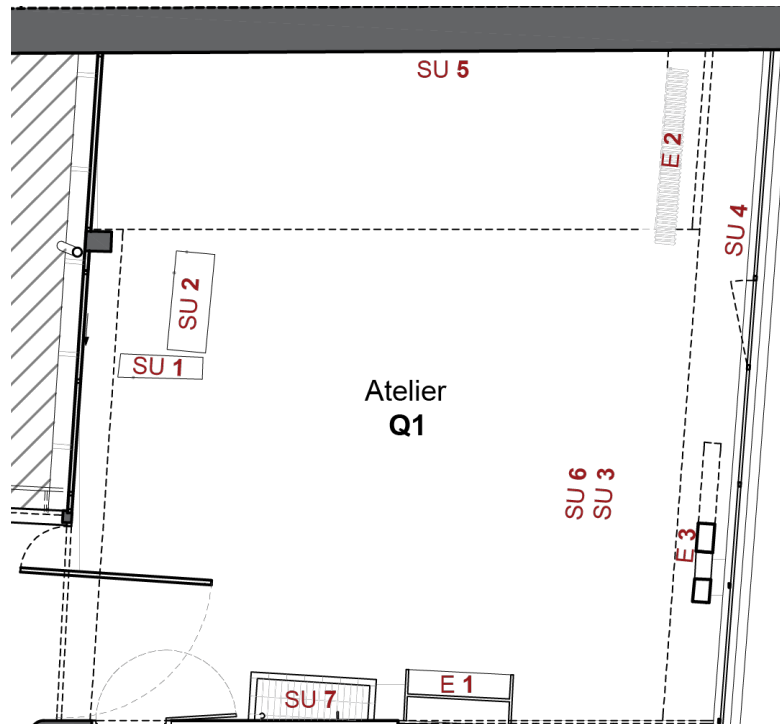 SU 5
E 2
SU 4
SU 2
SU 1
Atelier
Q1
SU 6
SU 3
E 3
E 1
SU 7